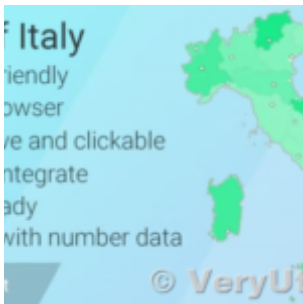 f Italy
riendly
owser
ve and clickable
ntegrate
ady
with number data
t
© VeryU